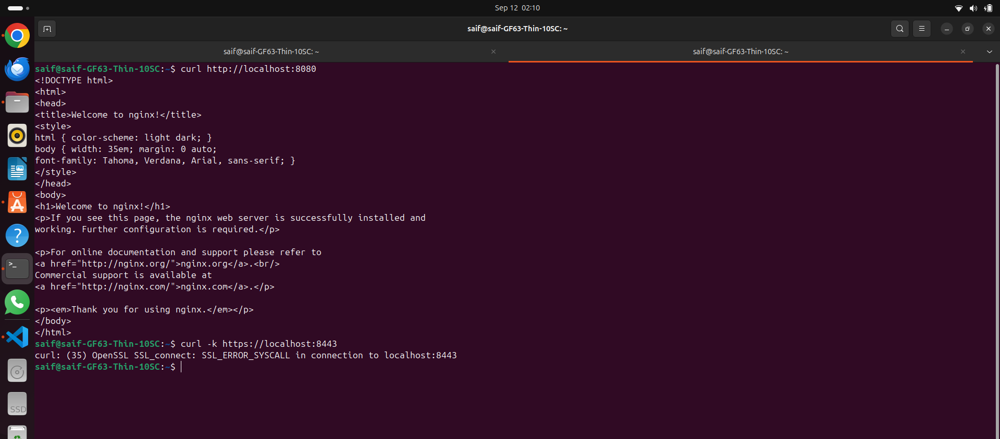 Sep 12 02:10
saif@saif-GF63-Thin-10SC: ~
saif@saif-GF63-Thin-10SC: ~
saif@saif-GF63-Thin-10SC: ~
saif@saif-GF63-Thin-10SC:~$ curl http://localhost:8080
<!DOCTYPE html>
<html>
<head>
<title>Welcome to nginx!</title>
<style>
html { color-scheme: light dark; }
body { width: 35em; margin: 0 auto;
font-family: Tahoma, Verdana, Arial, sans-serif; }
</style>
</head>
<body>
<h1>Welcome to nginx!</h1>
<p>If you see this page, the nginx web server is successfully installed and
working. Further configuration is required.</p>
<p>For online documentation and support please refer to
<a href="http://nginx.org/">nginx.org</a>.<br/>
Commercial support is available at
<a href="http://nginx.com/">nginx.com</a>.</p>
<p><em>Thank you for using nginx.</em></p>
</body>
</html>
saif@saif-GF63-Thin-10SC:~$ curl -k https://localhost:8443
curl: (35) OpenSSL SSL_connect: SSL_ERROR_SYSCALL in connection to localhost:8443
saif@saif-GF63-Thin-10SC:~$
SSD